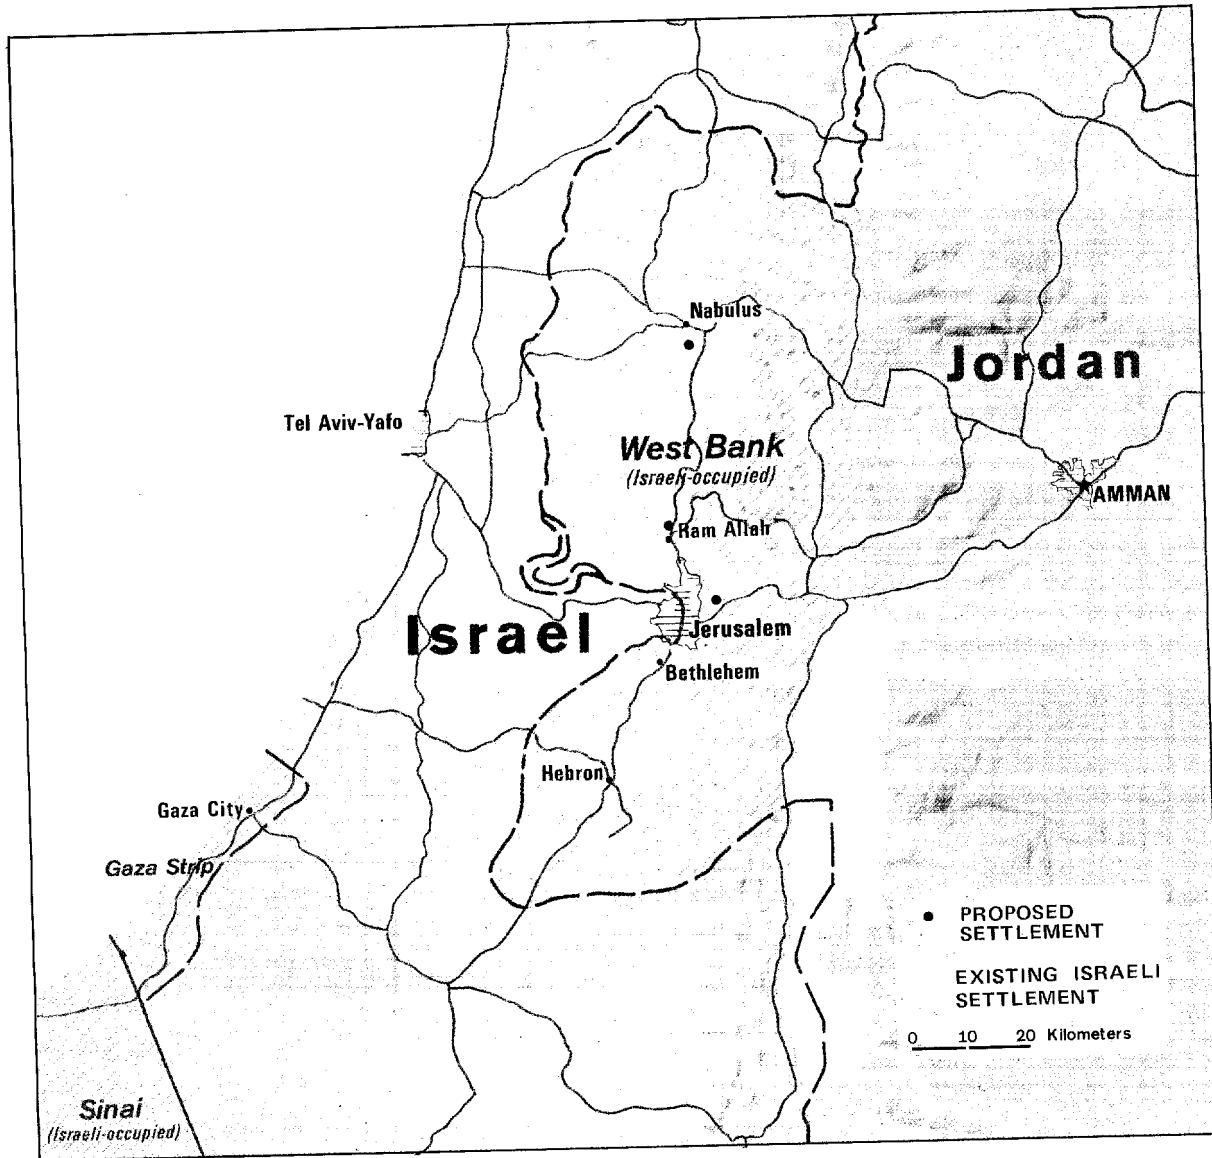 Nabulus
Jordan
Tel Aviv-Yafo
West Bank
(Israeli-occupied)
AMMAN
Ram Allah
Israel
Jerusalem
Bethlehem
Hebron
Gaza City
Gaza Strip
PROPOSED
SETTLEMENT
EXISTING ISRAELI
SETTLEMENT
0 10 20 Kilometers
Sinai
(Israeli-occupied)